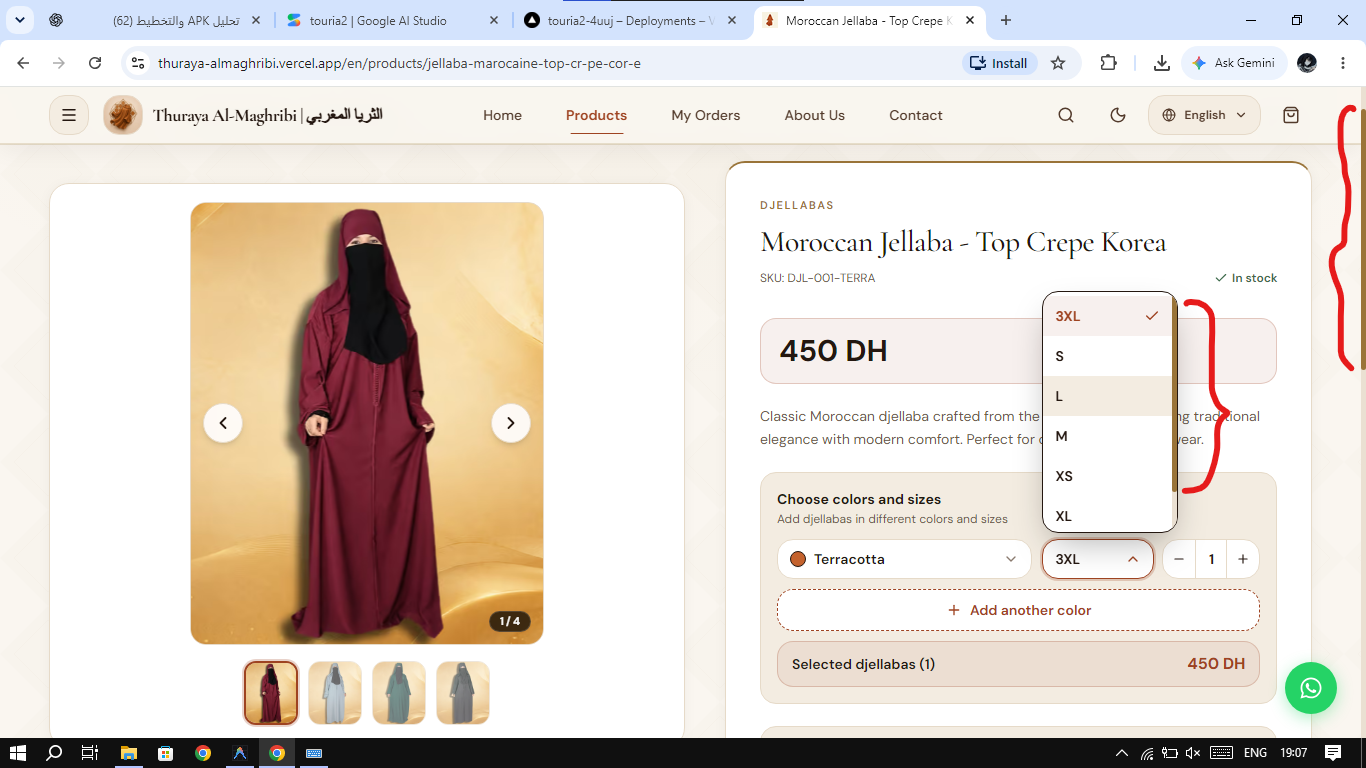 تحليل APK والتخطيط (62)
touria2 | Google AI Studio
touria2-4uuj – Deployments – V
Moroccan Jellaba - Top Crepe K
thuraya-almaghribi.vercel.app/en/products/jellaba-marocaine-top-cr-pe-cor-e
Install
Ask Gemini
Thuraya Al-Maghribi | الثريا المغربي
Home
Products
My Orders
About Us
Contact
English
DJELLABAS
Moroccan Jellaba - Top Crepe Korea
SKU: DJL-001-TERRA
In stock
450 DH
3XL
S
L
M
XS
XL
Classic Moroccan djellaba crafted from the
ng traditional
elegance with modern comfort. Perfect for
wear.
Choose colors and sizes
Add djellabas in different colors and sizes
Terracotta
3XL
1
Add another color
Selected djellabas (1)
450 DH
1 / 4
ENG
19:07